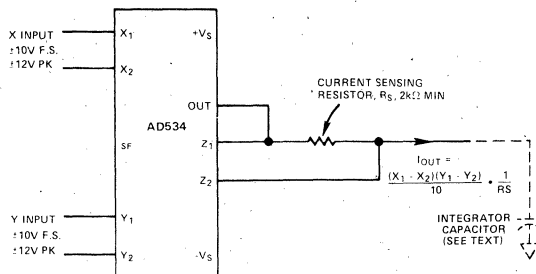 X INPUT
±10V F.S.
±12V PK
X1
X2
+VS
OUT
AD534
SF
Z1
Z2
Y INPUT
±10V F.S.
±12V PK
Y1
Y2
-VS
CURRENT SENSING
RESISTOR, RS, 2kΩ MIN
IOUT =
(X1 - X2)(Y1 - Y2)
10
•
1
RS
INTEGRATOR
CAPACITOR
(SEE TEXT)